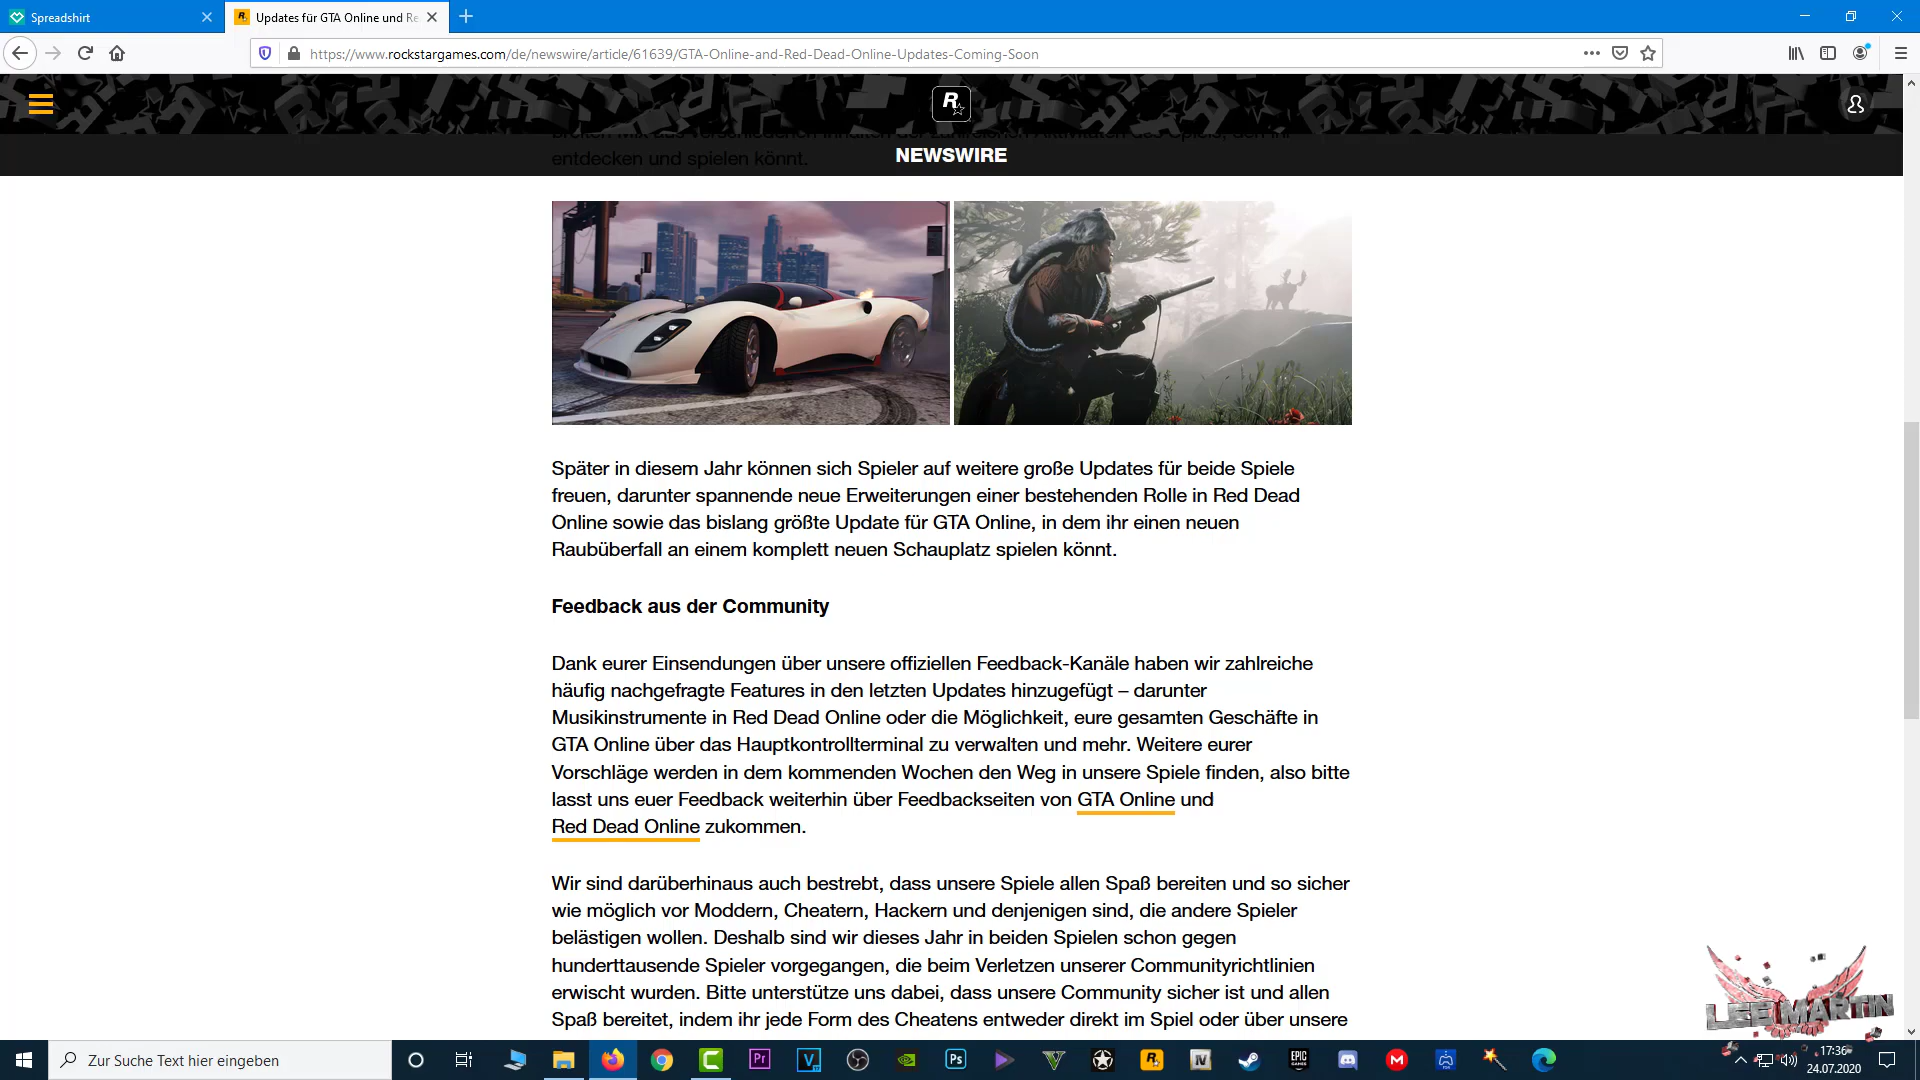 Spreadshirt
Updates für GTA Online und Re
https://www.rockstargames.com/de/newswire/article/61639/GTA-Online-and-Red-Dead-Online-Updates-Coming-Soon
entdecken und spielen könnt.
NEWSWIRE
Später in diesem Jahr können sich Spieler auf weitere große Updates für beide Spiele
freuen, darunter spannende neue Erweiterungen einer bestehenden Rolle in Red Dead
Online sowie das bislang größte Update für GTA Online, in dem ihr einen neuen
Raubüberfall an einem komplett neuen Schauplatz spielen könnt.
Feedback aus der Community
Dank eurer Einsendungen über unsere offiziellen Feedback-Kanäle haben wir zahlreiche
häufig nachgefragte Features in den letzten Updates hinzugefügt – darunter
Musikinstrumente in Red Dead Online oder die Möglichkeit, eure gesamten Geschäfte in
GTA Online über das Hauptkontrollterminal zu verwalten und mehr. Weitere eurer
Vorschläge werden in dem kommenden Wochen den Weg in unsere Spiele finden, also bitte
lasst uns euer Feedback weiterhin über Feedbackseiten von GTA Online und
Red Dead Online zukommen.
Wir sind darüberhinaus auch bestrebt, dass unsere Spiele allen Spaß bereiten und so sicher
wie möglich vor Moddern, Cheatern, Hackern und denjenigen sind, die andere Spieler
belästigen wollen. Deshalb sind wir dieses Jahr in beiden Spielen schon gegen
hunderttausende Spieler vorgegangen, die beim Verletzen unserer Communityrichtlinien
erwischt wurden. Bitte unterstütze uns dabei, dass unsere Community sicher ist und allen
Spaß bereitet, indem ihr jede Form des Cheatens entweder direkt im Spiel oder über unsere
LEE MARTIN
Zur Suche Text hier eingeben
Pr
Ps
IV
EPIC GAMES
17:36
24.07.2020